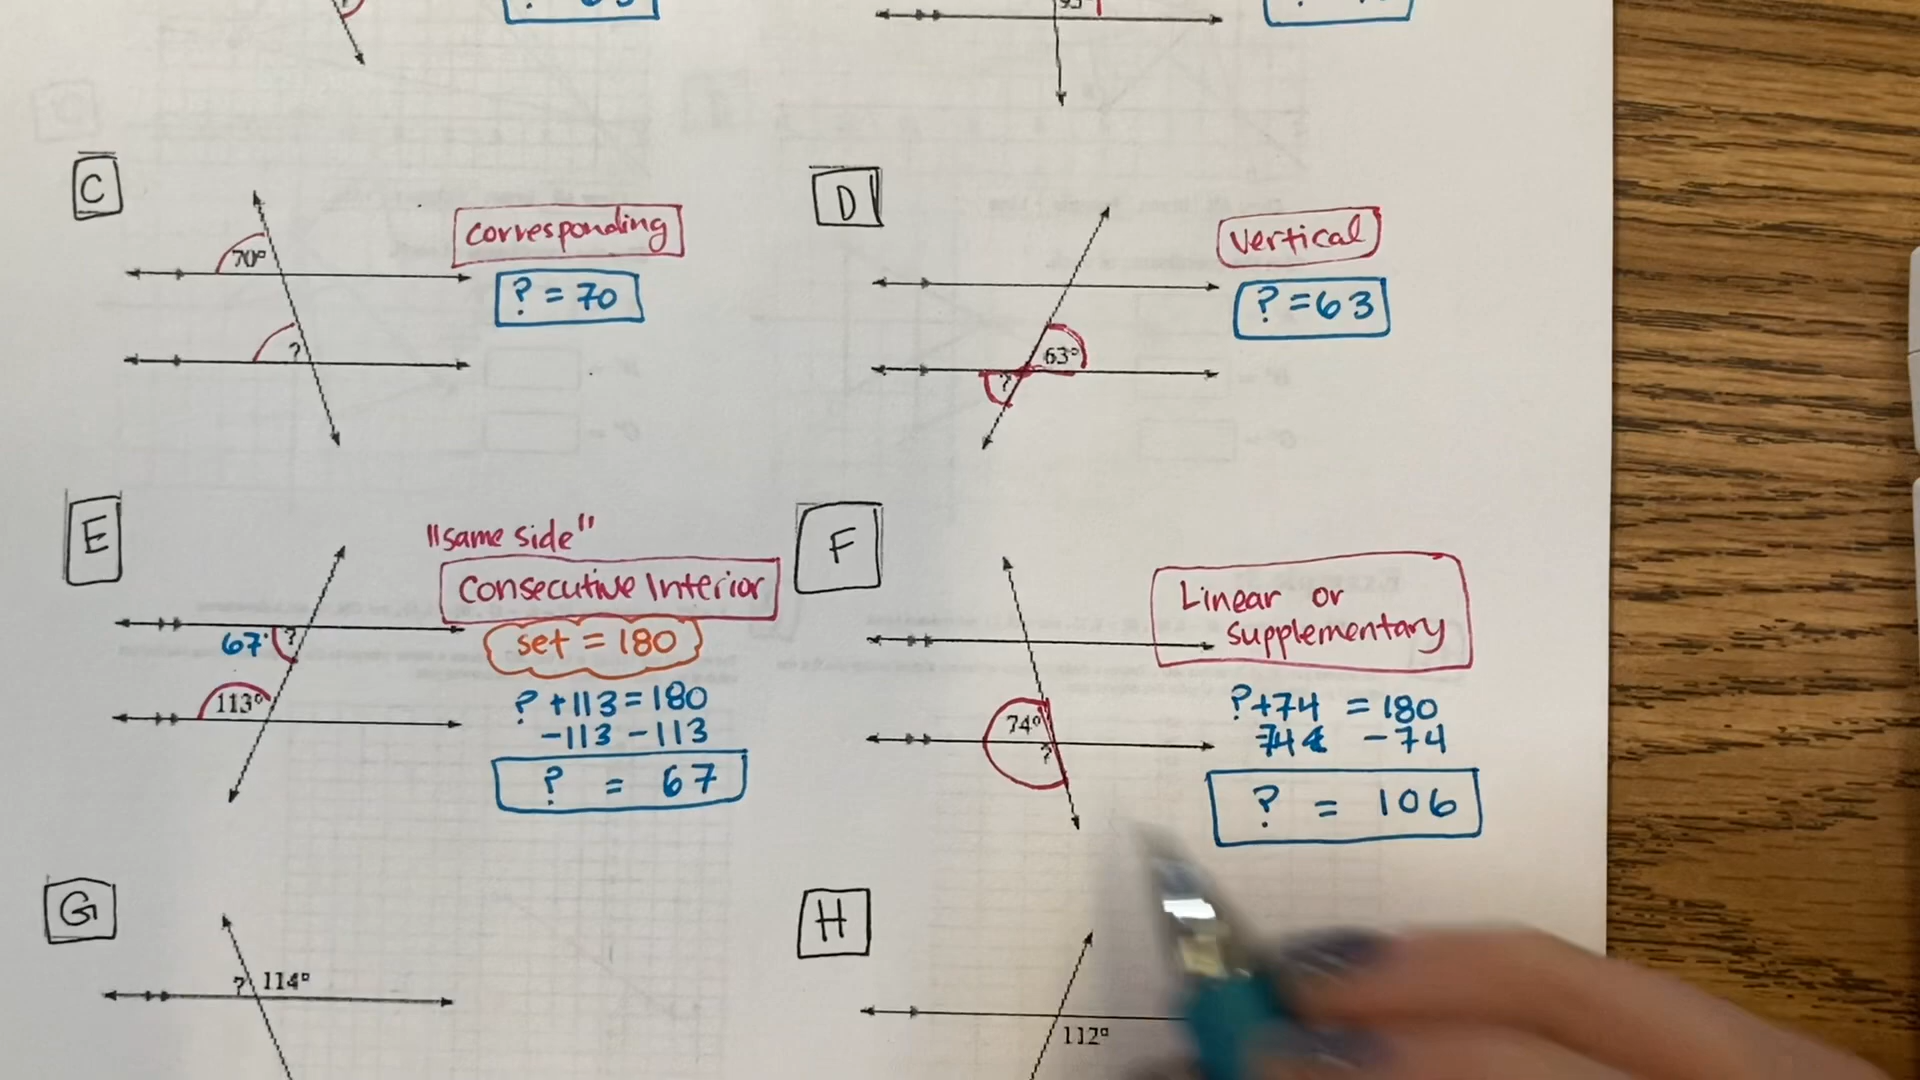 C
70°
?
Corresponding
? = 70
D
63°
?
Vertical
? = 63
E
67°
?
113°
"same side"
Consecutive Interior
set = 180
? + 113 = 180
-113 -113
? = 67
F
74°
?
Linear or
supplementary
? + 74 = 180
- 74
? = 106
G
? 114°
H
112°